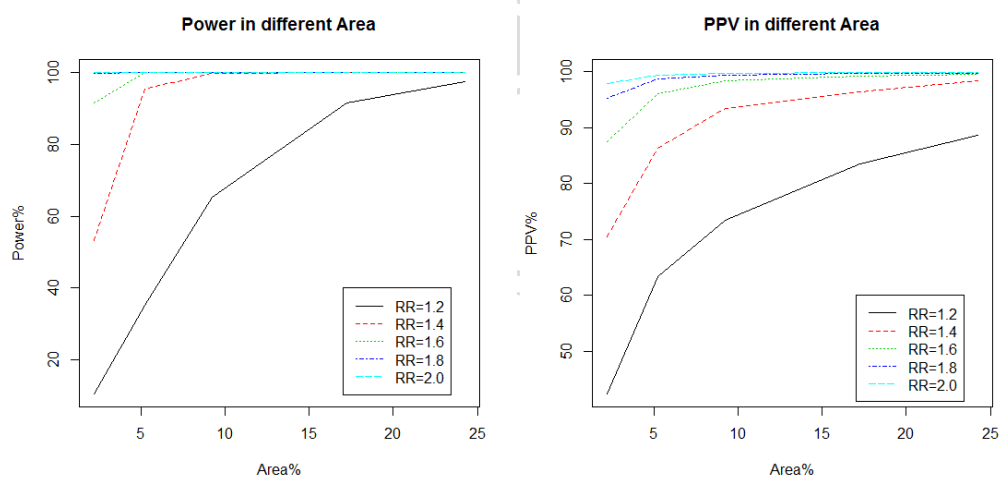 Power in different Area
Power%
100
80
60
40
20
5
10
15
20
25
Area%
RR=1.2
RR=1.4
RR=1.6
RR=1.8
RR=2.0
PPV in different Area
PPV%
100
90
80
70
60
50
5
10
15
20
25
Area%
RR=1.2
RR=1.4
RR=1.6
RR=1.8
RR=2.0